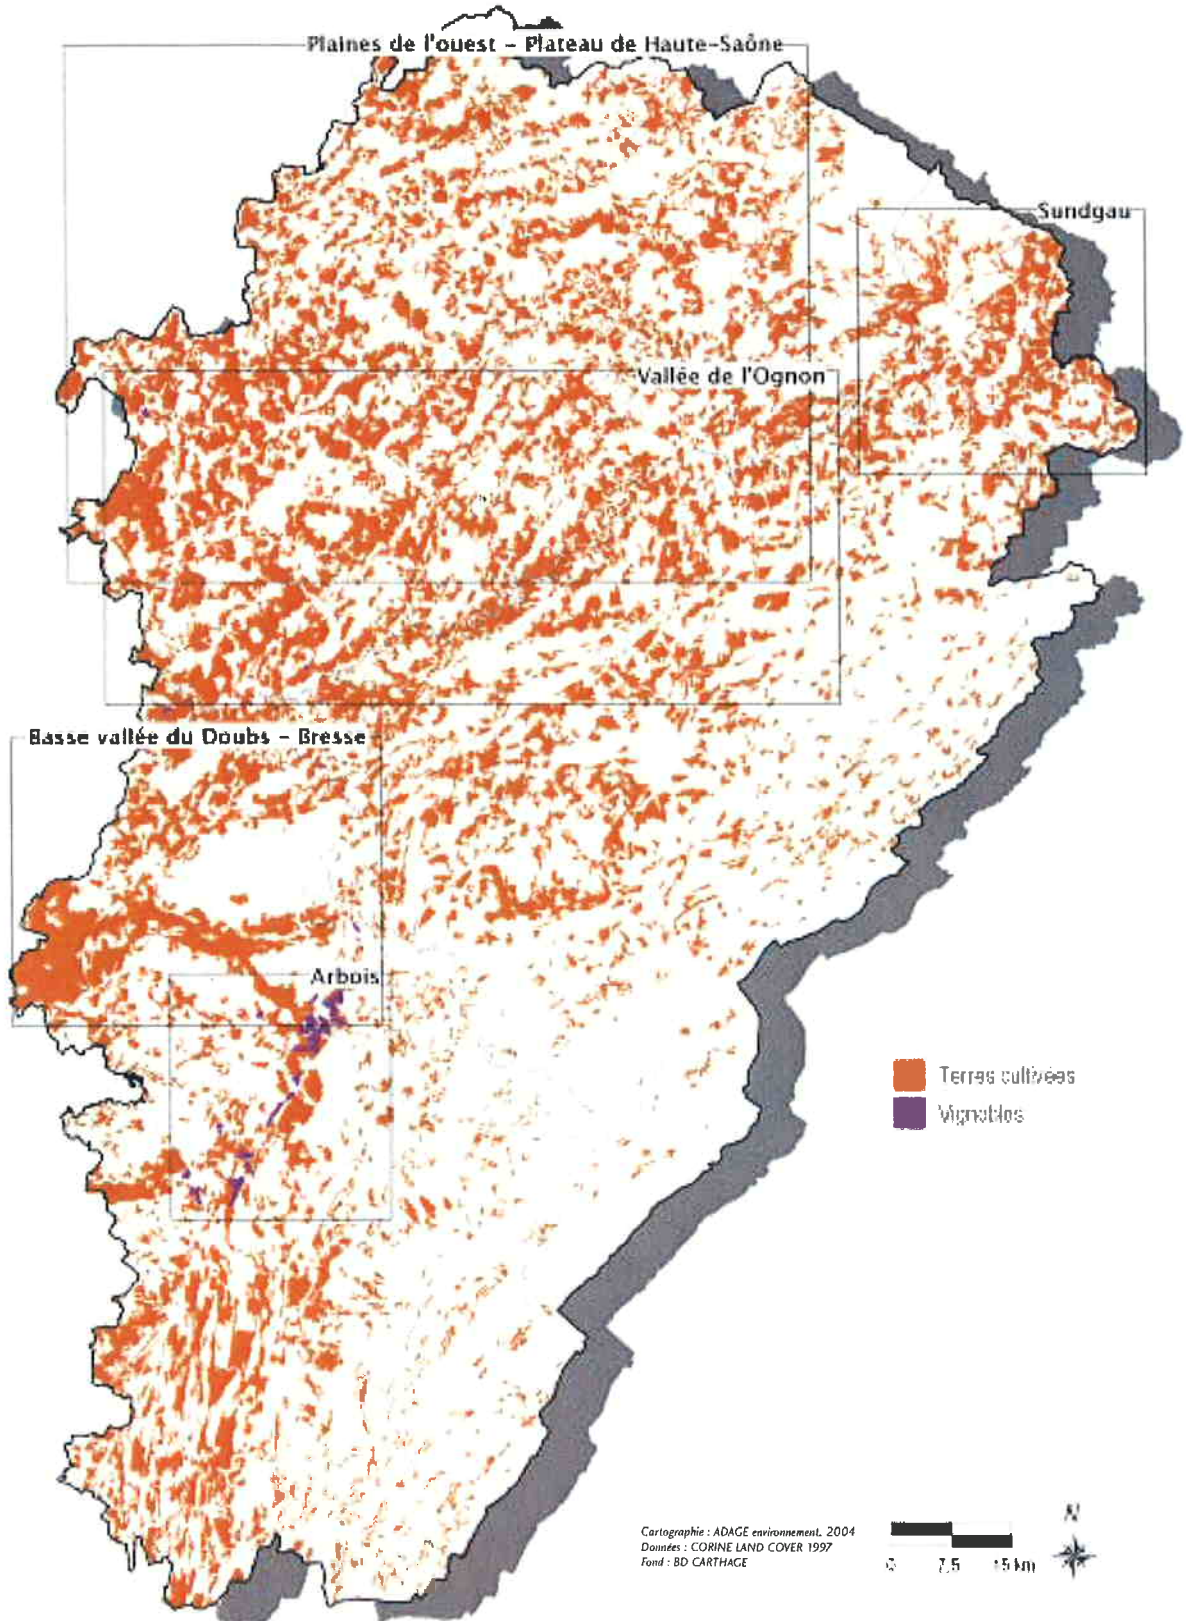 Plaines de l'ouest - Plateau de Haute-Saône
Sundgau
Vallée de l'Ognon
Basse vallée du Doubs - Bresse
Arbois
Terres cultivées
Vignobles
Cartographie : ADAGE environnement, 2004
Données : CORINE LAND COVER 1997
Fond : BD CARTHAGE
0 7,5 15 km
N